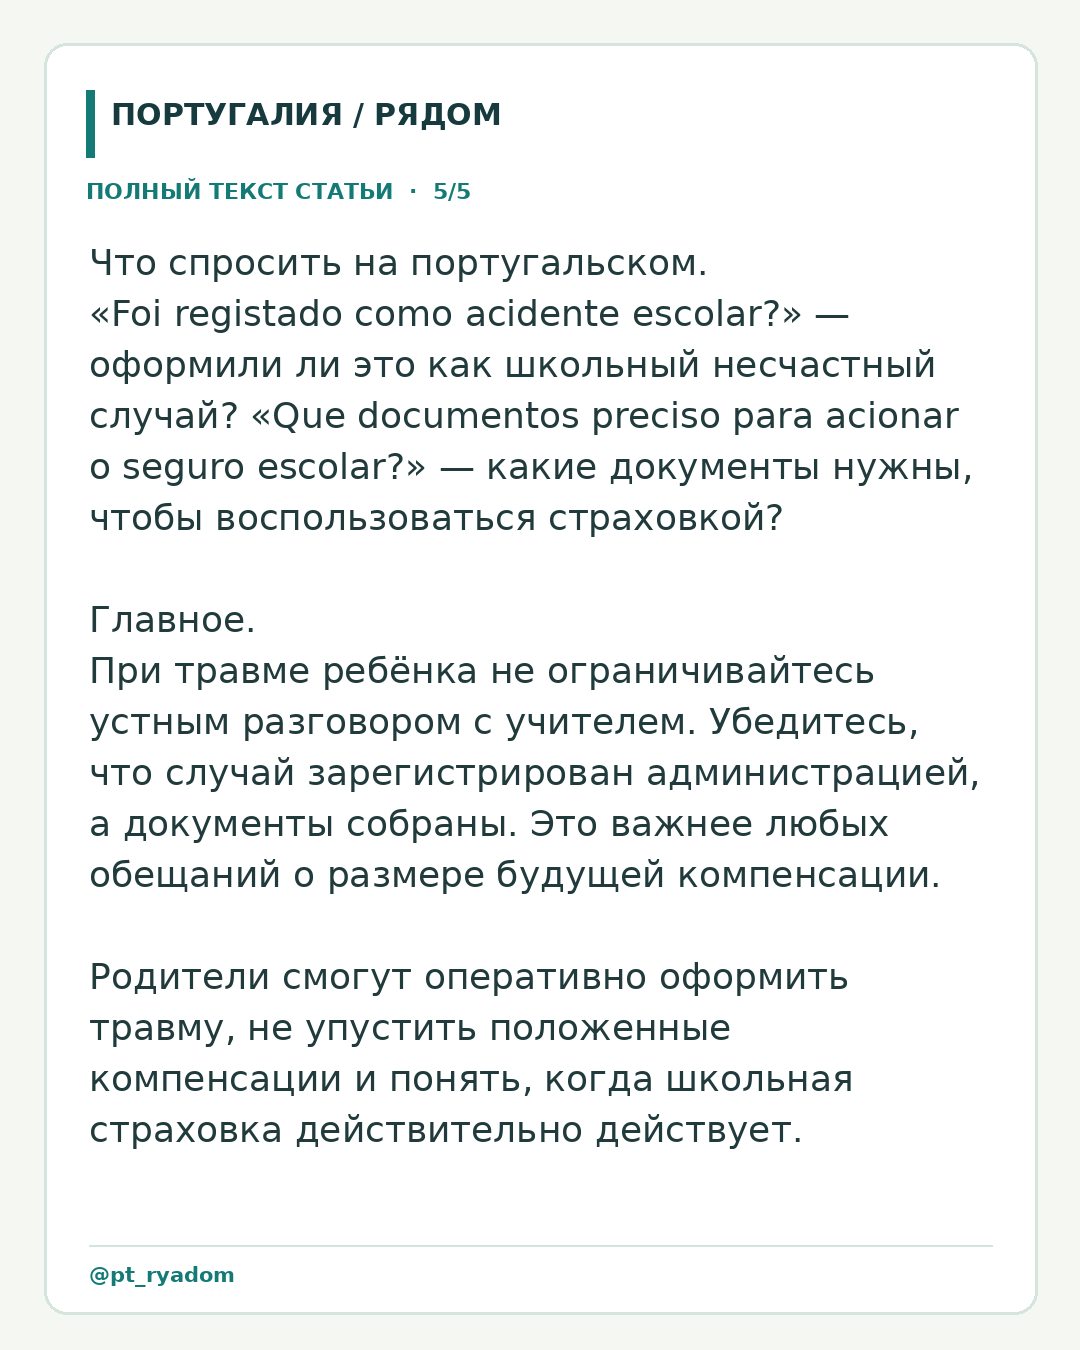 ПОРТУГАЛИЯ / РЯДОМ
ПОЛНЫЙ ТЕКСТ СТАТЬИ · 5/5
Что спросить на португальском.
«Foi registado como acidente escolar?» —
оформили ли это как школьный несчастный
случай? «Que documentos preciso para acionar
o seguro escolar?» — какие документы нужны,
чтобы воспользоваться страховкой?
Главное.
При травме ребёнка не ограничивайтесь
устным разговором с учителем. Убедитесь,
что случай зарегистрирован администрацией,
а документы собраны. Это важнее любых
обещаний о размере будущей компенсации.
Родители смогут оперативно оформить
травму, не упустить положенные
компенсации и понять, когда школьная
страховка действительно действует.
@pt_ryadom